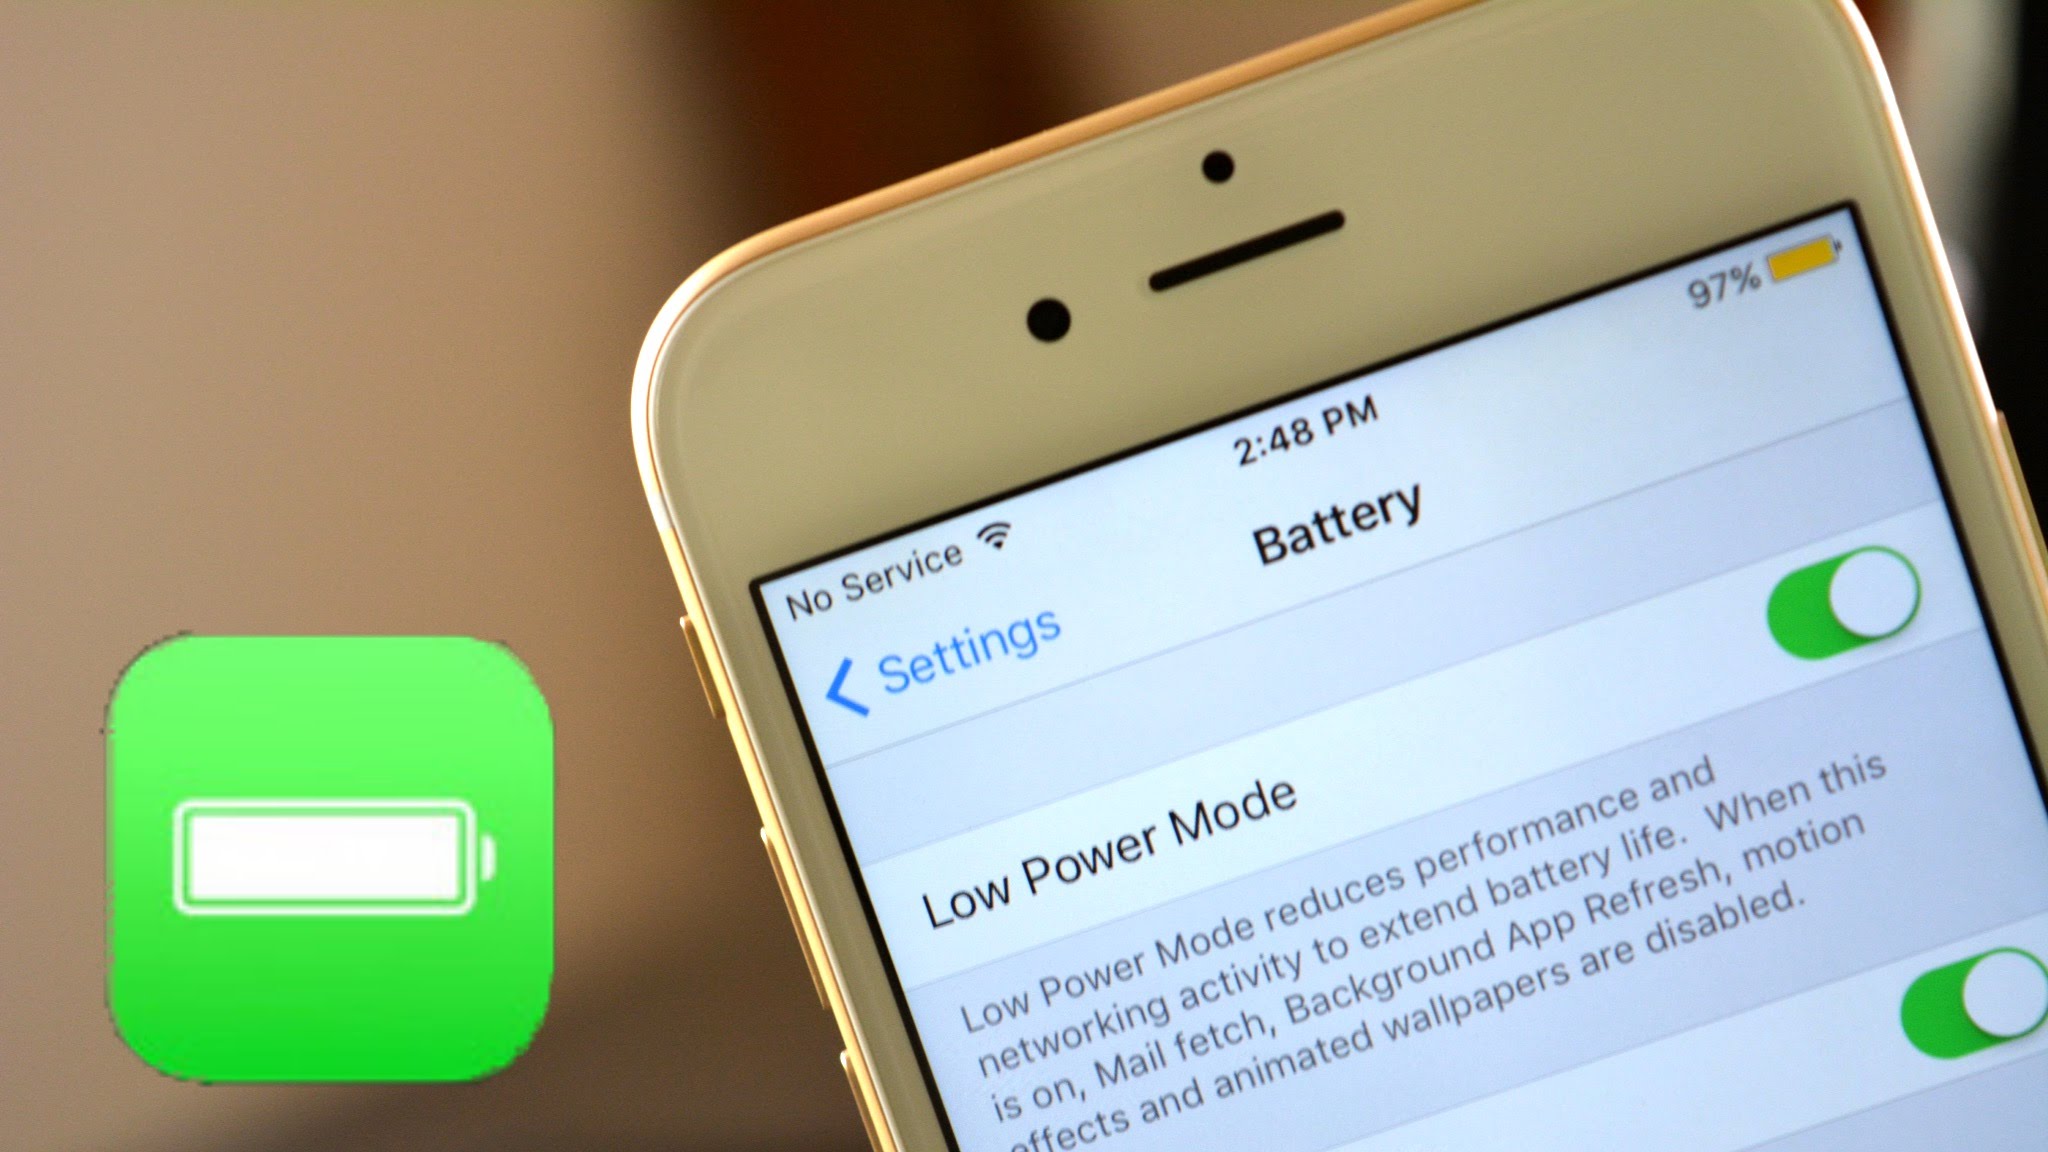 No Service 2:48 PM 97%
Settings Battery
Low Power Mode
Low Power Mode reduces performance and
networking activity to extend battery life. When this
is on, Mail fetch, Background App Refresh, motion
effects and animated wallpapers are disabled.